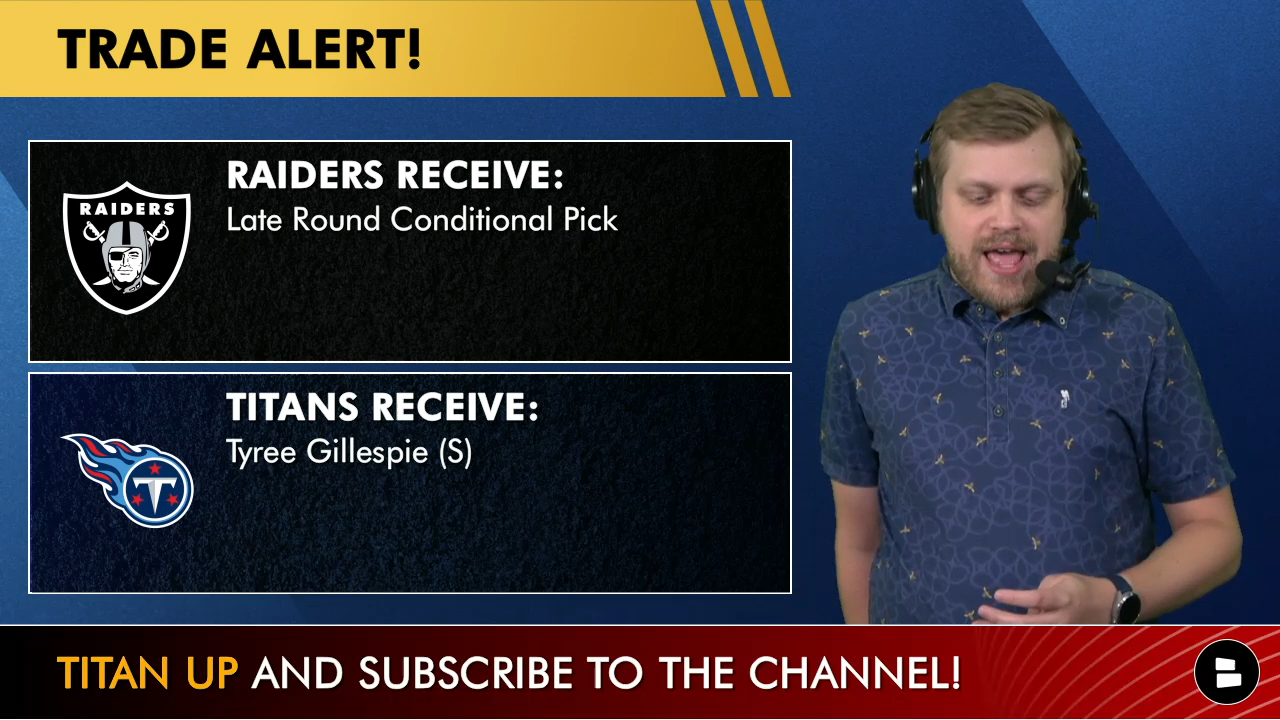 TRADE ALERT!
RAIDERS RECEIVE:
Late Round Conditional Pick
RAIDERS
TITANS RECEIVE:
Tyree Gillespie (S)
T
TITAN UP AND SUBSCRIBE TO THE CHANNEL!